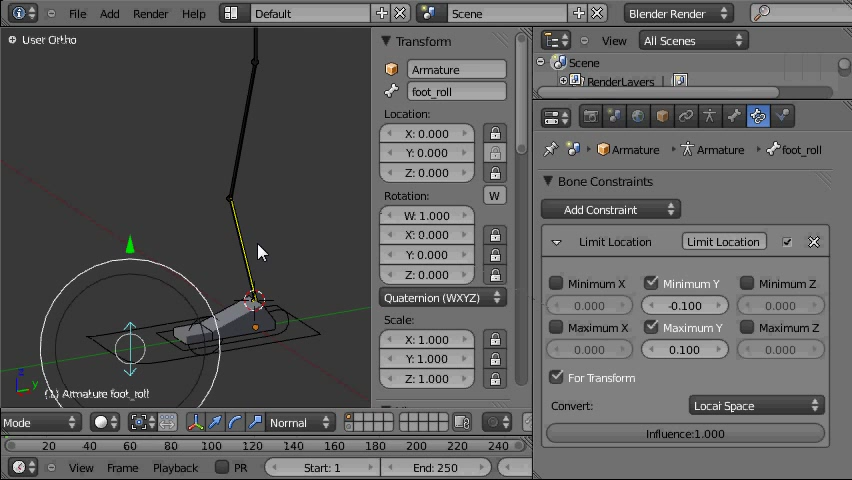 File Add Render Help Default Scene Blender Render
User Ortho
Transform
Armature
foot_roll
Location:
X: 0.000
Y: 0.000
Z: 0.000
Rotation: W
W: 1.000
X: 0.000
Y: 0.000
Z: 0.000
Quaternion (WXYZ)
Scale:
X: 1.000
Y: 1.000
Z: 1.000
z
y
(1) Armature foot_roll
Mode Normal
20 40 60 80 100 120 140 160 180 200 220 240
View Frame Playback PR Start: 1 End: 250
View All Scenes
Scene
RenderLayers
Armature Armature foot_roll
Bone Constraints
Add Constraint
Limit Location Limit Location
Minimum X Minimum Y Minimum Z
0.000 -0.100 0.000
Maximum X Maximum Y Maximum Z
0.000 0.100 0.000
For Transform
Convert: Local Space
Influence:1.000